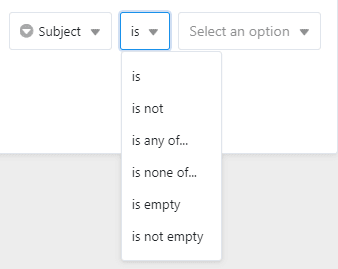 Subject is Select an option
is
is not
is any of...
is none of...
is empty
is not empty